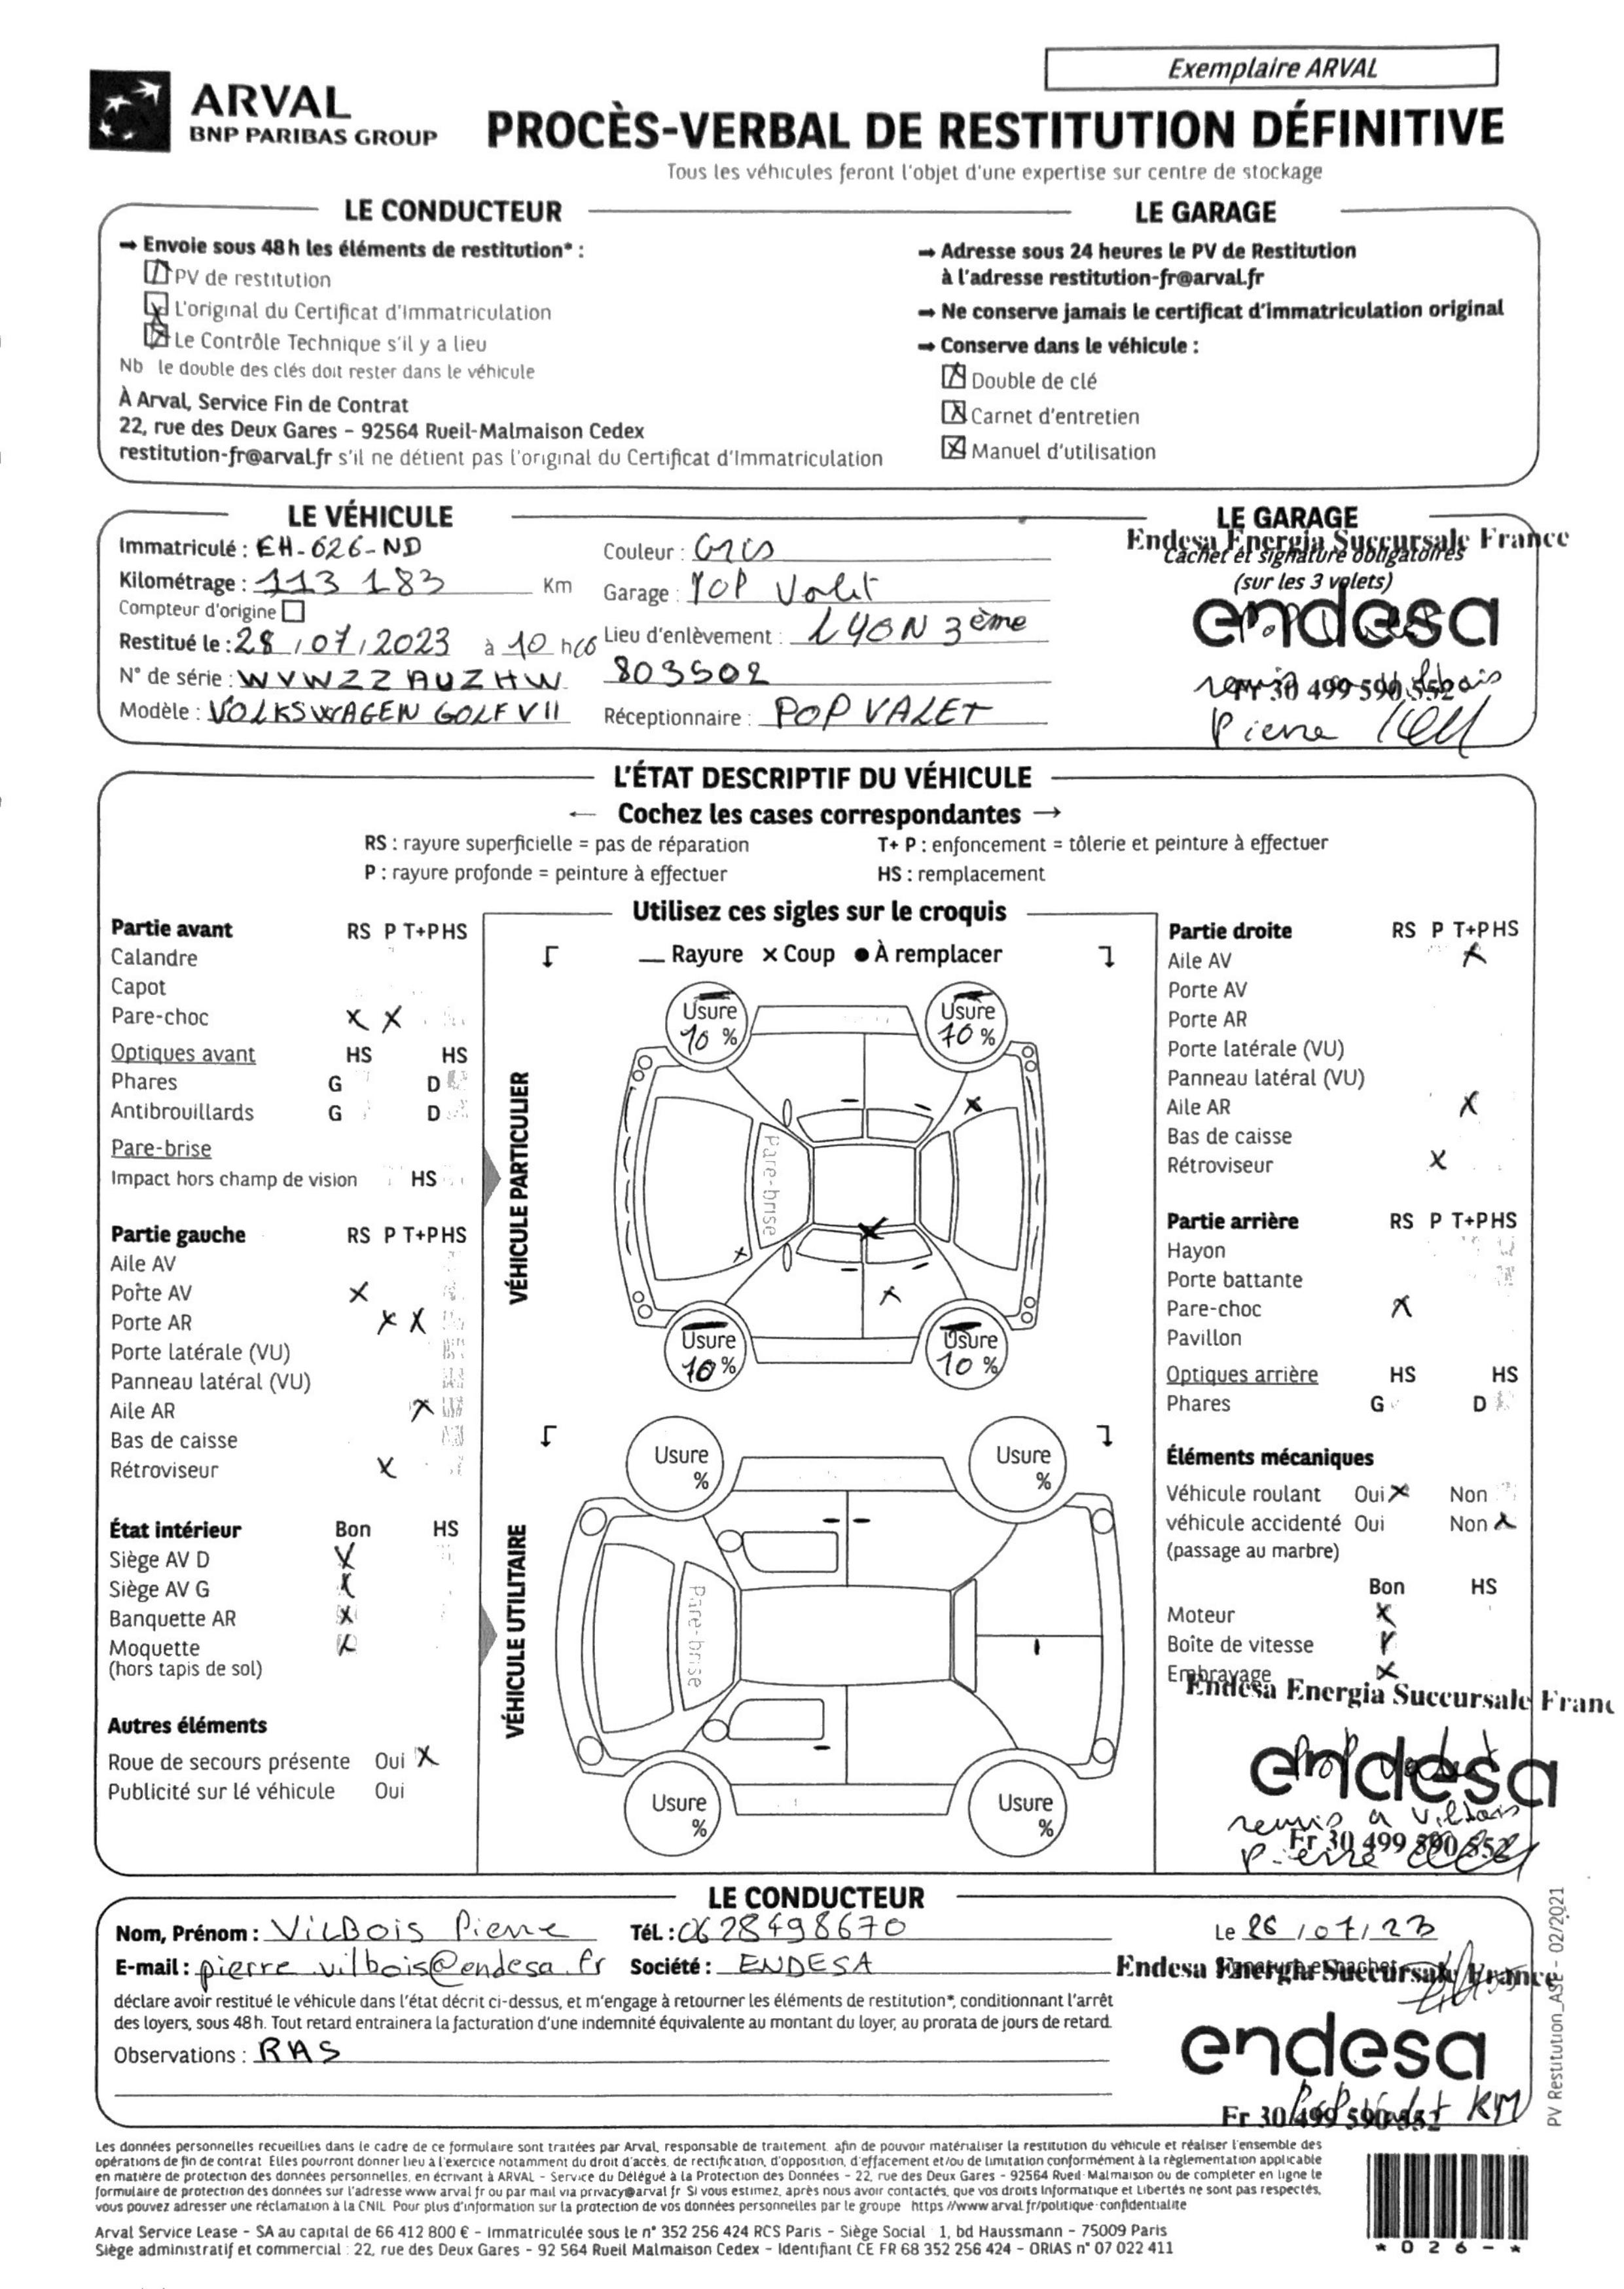 Exemplaire ARVAL
ARVAL
BNP PARIBAS GROUP
PROCÈS-VERBAL DE RESTITUTION DÉFINITIVE
Tous les véhicules feront l'objet d'une expertise sur centre de stockage
LE CONDUCTEUR
➞ Envoie sous 48 h les éléments de restitution* :
PV de restitution
L'original du Certificat d'Immatriculation
Le Contrôle Technique s'il y a lieu
Nb le double des clés doit rester dans le véhicule
À Arval, Service Fin de Contrat
22, rue des Deux Gares – 92564 Rueil-Malmaison Cedex
restitution-fr@arval.fr s'il ne détient pas l'original du Certificat d'Immatriculation
LE GARAGE
➞ Adresse sous 24 heures le PV de Restitution
à l'adresse restitution-fr@arval.fr
➞ Ne conserve jamais le certificat d'immatriculation original
➞ Conserve dans le véhicule :
Double de clé
Carnet d'entretien
Manuel d'utilisation
LE VÉHICULE
Immatriculé : EH-626-ND
Kilométrage : 113 183 Km
Compteur d'origine
Restitué le : 28/07/2023 à 10 h
N° de série : WVWZZZAUZHW 803502
Modèle : VOLKSWAGEN GOLF VII
Couleur : Gris
Garage : POP Valet
Lieu d'enlèvement : LYON 3ème
Réceptionnaire : POP VALET
LE GARAGE
Endesa Energia Succursale France
Cachet et signature obligatoires
(sur les 3 volets)
endesa
Fr 30 499 590 552
Pierre
L'ÉTAT DESCRIPTIF DU VÉHICULE
← Cochez les cases correspondantes →
RS : rayure superficielle = pas de réparation
P : rayure profonde = peinture à effectuer
T+ P : enfoncement = tôlerie et peinture à effectuer
HS : remplacement
Utilisez ces sigles sur le croquis
— Rayure × Coup ● À remplacer
Partie avant RS P T+P HS
Calandre
Capot
Pare-choc X X
Optiques avant HS HS
Phares G D
Antibrouillards G D
Pare-brise
Impact hors champ de vision HS
Partie gauche RS P T+P HS
Aile AV
Porte AV X
Porte AR X X
Porte latérale (VU)
Panneau latéral (VU)
Aile AR X
Bas de caisse
Rétroviseur X
État intérieur Bon HS
Siège AV D X
Siège AV G X
Banquette AR X
Moquette X
(hors tapis de sol)
Autres éléments
Roue de secours présente Oui X
Publicité sur lé véhicule Oui
VÉHICULE PARTICULIER
Usure
10 %
Usure
10 %
Pare-brise
Usure
10 %
Usure
10 %
VÉHICULE UTILITAIRE
Usure
%
Usure
%
Pare-brise
Usure
%
Usure
%
Partie droite RS P T+P HS
Aile AV X
Porte AV
Porte AR
Porte latérale (VU)
Panneau latéral (VU)
Aile AR X
Bas de caisse
Rétroviseur X
Partie arrière RS P T+P HS
Hayon
Porte battante
Pare-choc X
Pavillon
Optiques arrière HS HS
Phares G D
Éléments mécaniques
Véhicule roulant Oui X Non
véhicule accidenté Oui Non X
(passage au marbre)
Bon HS
Moteur X
Boîte de vitesse X
Embrayage X
Endesa Energia Succursale Franc
endesa
remis à Vilbois
Fr 30 499 590 552
Pierre
LE CONDUCTEUR
Nom, Prénom : VILBOIS Pierre
Tél. : 0628498670
Le 26/07/23
E-mail : pierre.vilbois@endesa.fr
Société : ENDESA
Endesa Energia Succursale France
déclare avoir restitué le véhicule dans l'état décrit ci-dessus, et m'engage à retourner les éléments de restitution*, conditionnant l'arrêt
des loyers, sous 48 h. Tout retard entrainera la facturation d'une indemnité équivalente au montant du loyer, au prorata de jours de retard.
Observations : RAS
endesa
Fr 30 499 590 552
PV Restitution_ASE - 02/2021
Les données personnelles recueillies dans le cadre de ce formulaire sont traitées par Arval, responsable de traitement, afin de pouvoir matérialiser la restitution du véhicule et réaliser l'ensemble des
opérations de fin de contrat Elles pourront donner lieu à l'exercice notamment du droit d'accès, de rectification, d'opposition, d'effacement et/ou de limitation conformément à la règlementation applicable
en matière de protection des données personnelles, en écrivant à ARVAL – Service du Délégué à la Protection des Données – 22, rue des Deux Gares – 92564 Rueil Malmaison ou de completer en ligne le
formulaire de protection des données sur l'adresse www arval fr ou par mail via privacy@arval fr Si vous estimez, après nous avoir contactés, que vos droits Informatique et Libertés ne sont pas respectés,
vous pouvez adresser une réclamation à la CNIL Pour plus d'information sur la protection de vos données personnelles par le groupe https //www arval fr/politique-confidentialite
Arval Service Lease – SA au capital de 66 412 800 € – Immatriculée sous le n° 352 256 424 RCS Paris – Siège Social 1, bd Haussmann – 75009 Paris
Siège administratif et commercial : 22, rue des Deux Gares – 92 564 Rueil Malmaison Cedex – Identifiant CE FR 68 352 256 424 – ORIAS n° 07 022 411
* 0 2 6 - *